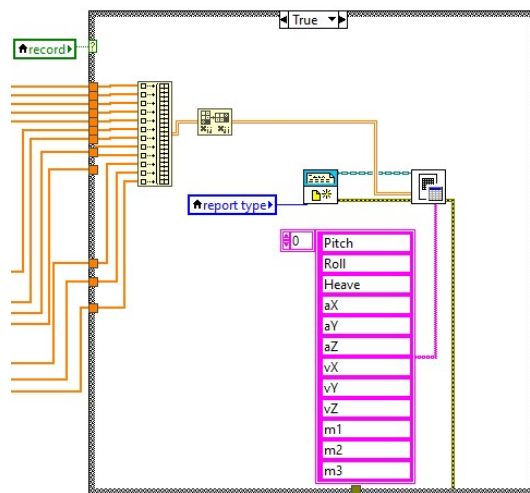 True
record
?
report type
0
Pitch
Roll
Heave
aX
aY
aZ
vX
vY
vZ
m1
m2
m3